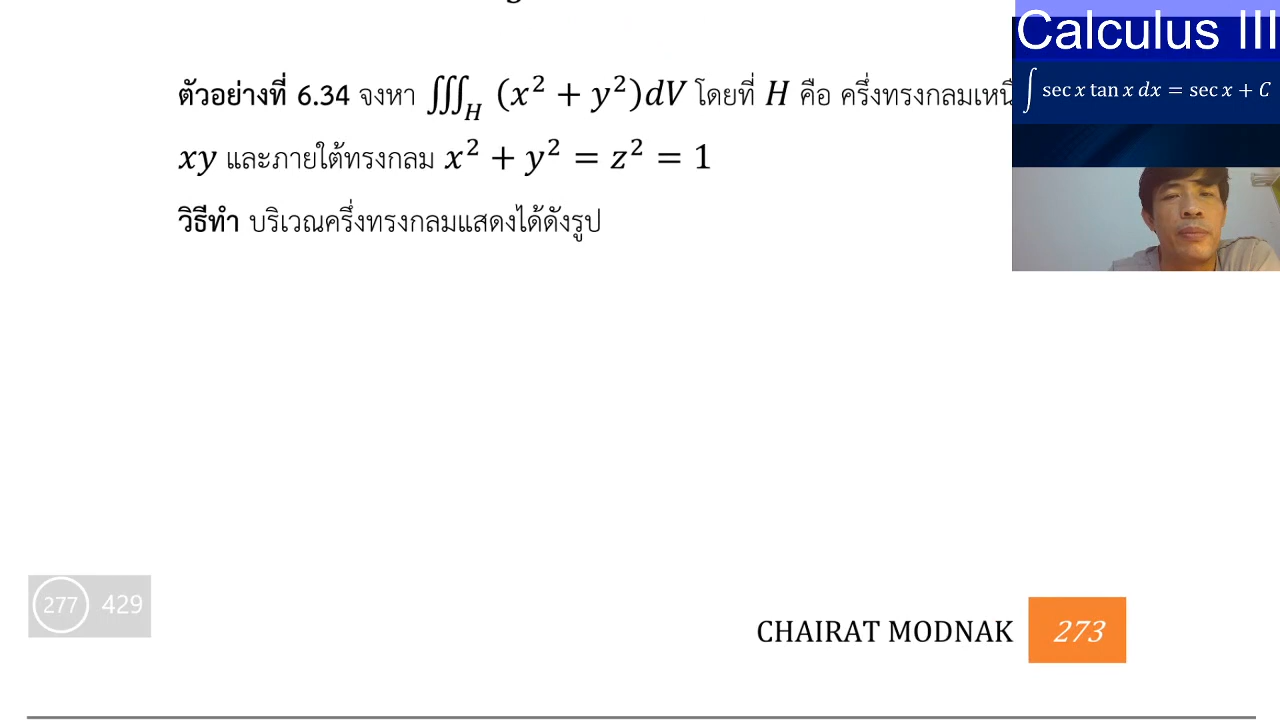 Calculus III
∫ sec x tan x dx = sec x + C
ตัวอย่างที่ 6.34 จงหา ∭_H (x² + y²)dV โดยที่ H คือ ครึ่งทรงกลมเหนื
xy และภายใต้ทรงกลม x² + y² = z² = 1
วิธีทำ บริเวณครึ่งทรงกลมแสดงได้ดังรูป
277 429
CHAIRAT MODNAK 273